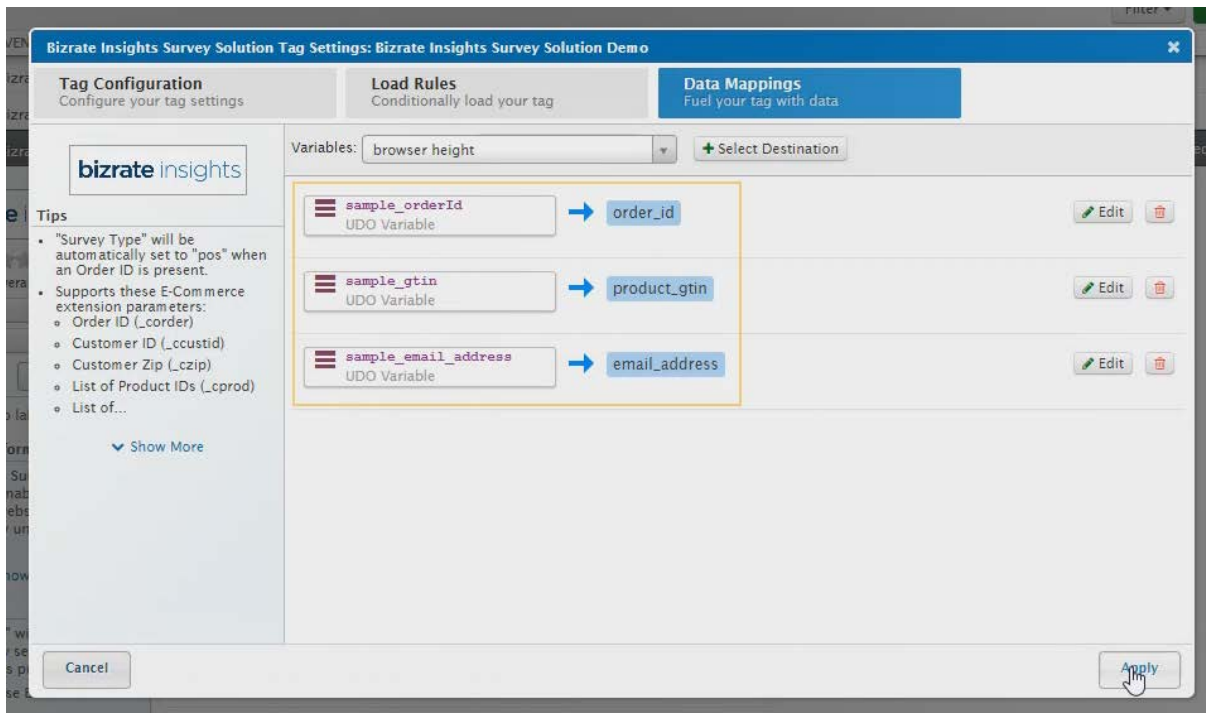 Filter
Bizrate Insights Survey Solution Tag Settings: Bizrate Insights Survey Solution Demo
Tag Configuration
Configure your tag settings
Load Rules
Conditionally load your tag
Data Mappings
Fuel your tag with data
bizrate insights
Tips
• "Survey Type" will be
automatically set to "pos" when
an Order ID is present.
• Supports these E-Commerce
extension parameters:
Order ID (_corder)
Customer ID (_ccustid)
Customer Zip (_czip)
List of Product IDs (_cprod)
List of...
Show More
Variables: browser height
+ Select Destination
sample_orderId
UDO Variable
order_id
Edit
sample_gtin
UDO Variable
product_gtin
Edit
sample_email_address
UDO Variable
email_address
Edit
Cancel
Apply